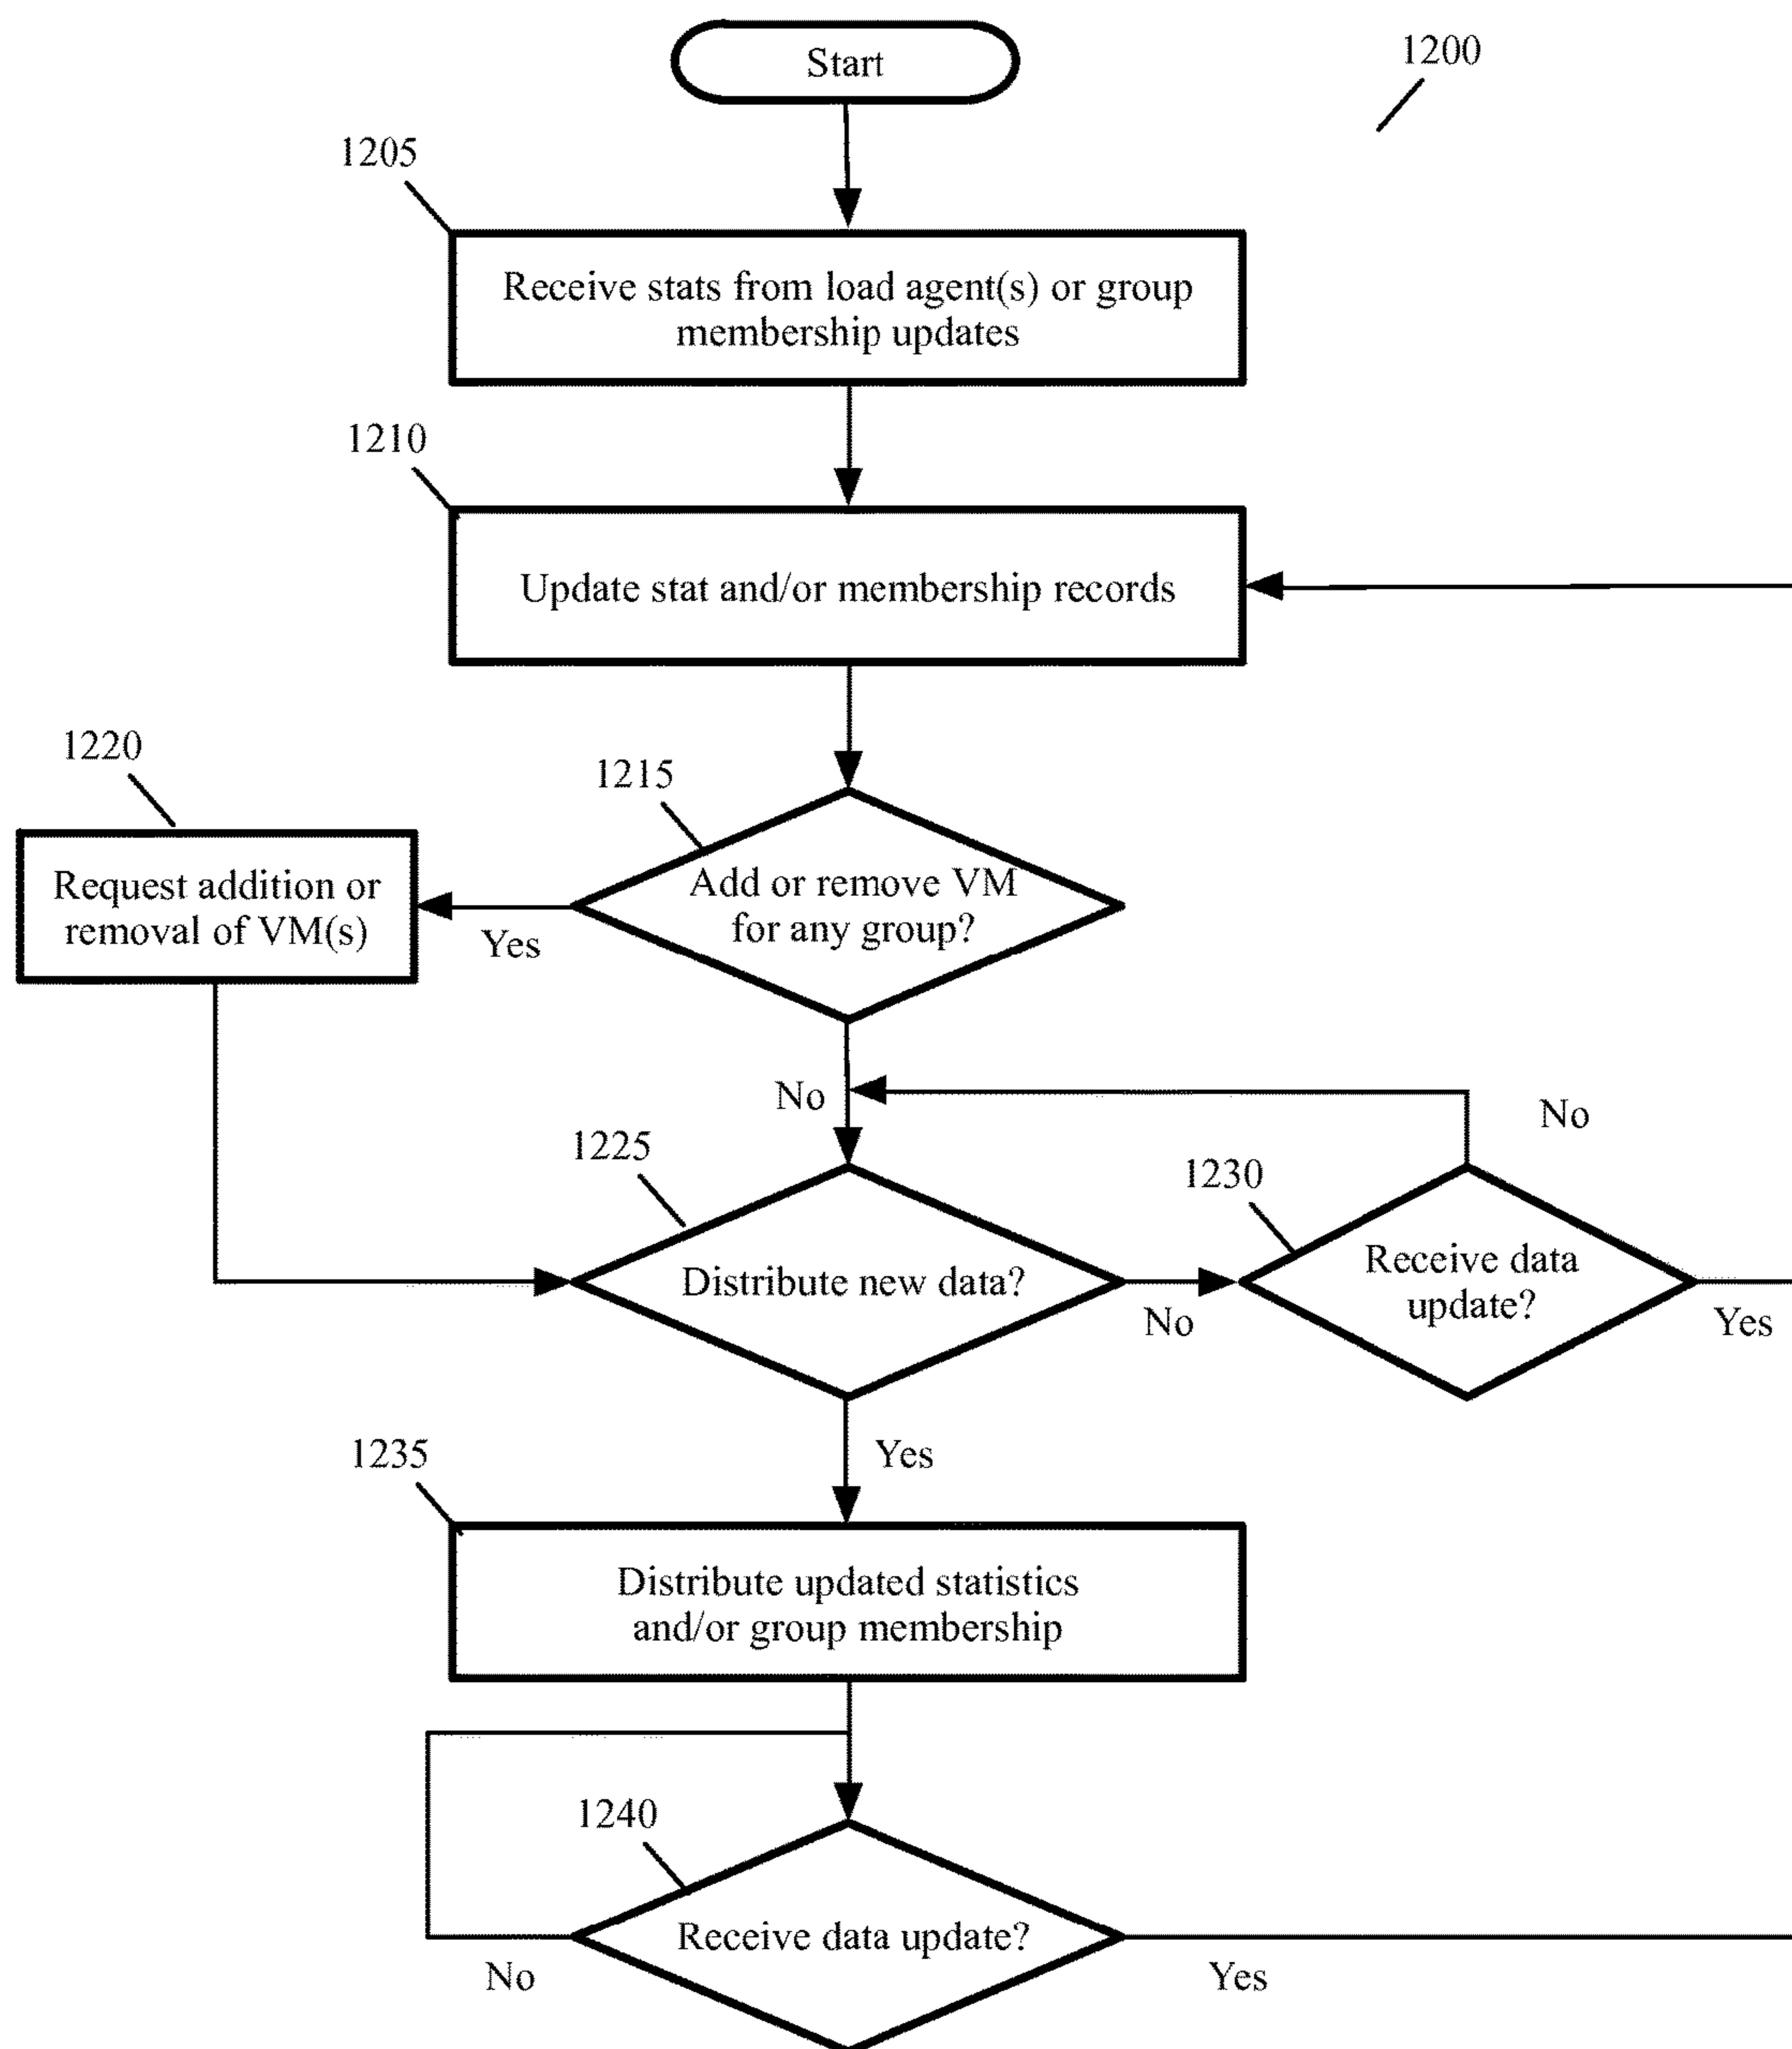 Start
1200
1205
Receive stats from load agent(s) or group
membership updates
1210
Update stat and/or membership records
1220
1215
Request addition or
removal of VM(s)
Add or remove VM
for any group?
Yes
No
No
1225
1230
Distribute new data?
Receive data
update?
No
Yes
1235
Yes
Distribute updated statistics
and/or group membership
1240
Receive data update?
No
Yes